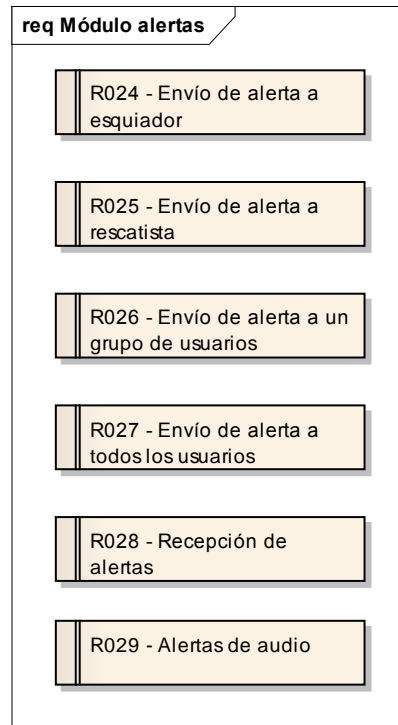 req Módulo alertas
R024 - Envío de alerta a
esquiador
R025 - Envío de alerta a
rescatista
R026 - Envío de alerta a un
grupo de usuarios
R027 - Envío de alerta a
todos los usuarios
R028 - Recepción de
alertas
R029 - Alertas de audio